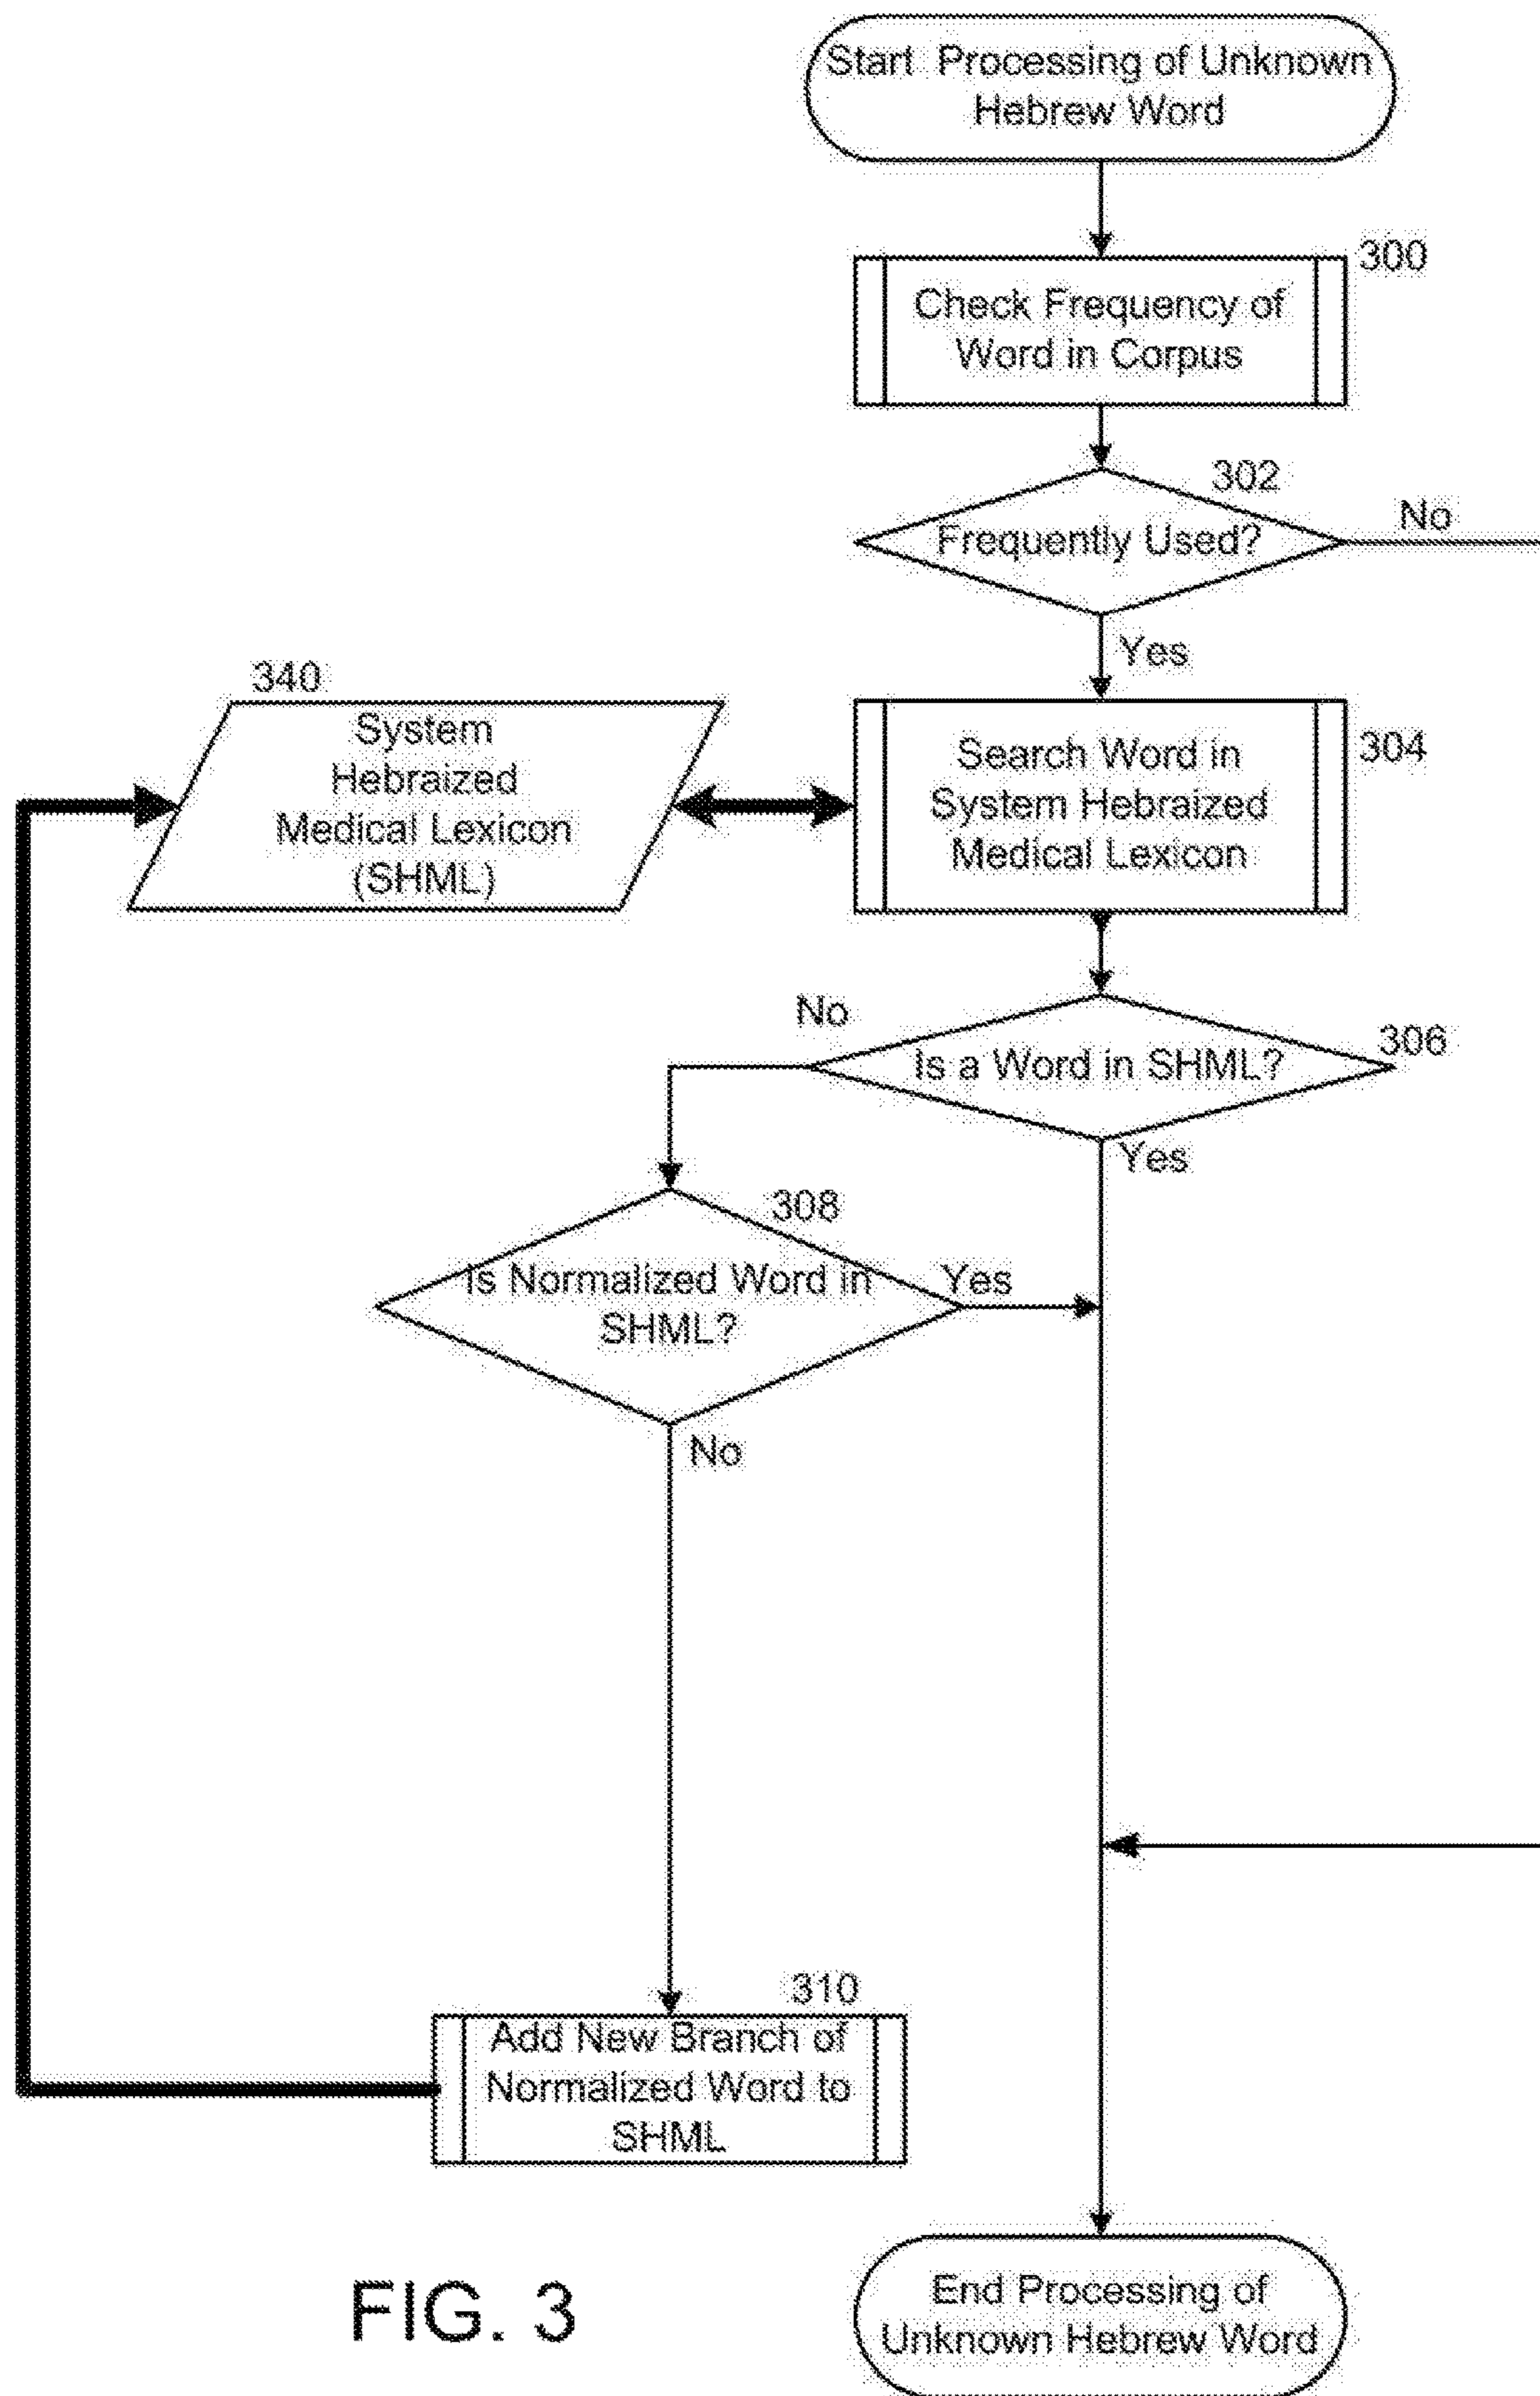 Start Processing of Unknown
Hebrew Word
300
Check Frequency of
Word in Corpus
302
Frequently Used?
No
Yes
340
System
Hebraized
Medical Lexicon
(SHML)
304
Search Word in
System Hebraized
Medical Lexicon
No
306
Is a Word in SHML?
Yes
308
Is Normalized Word in
SHML?
Yes
No
310
Add New Branch of
Normalized Word to
SHML
End Processing of
Unknown Hebrew Word
FIG. 3